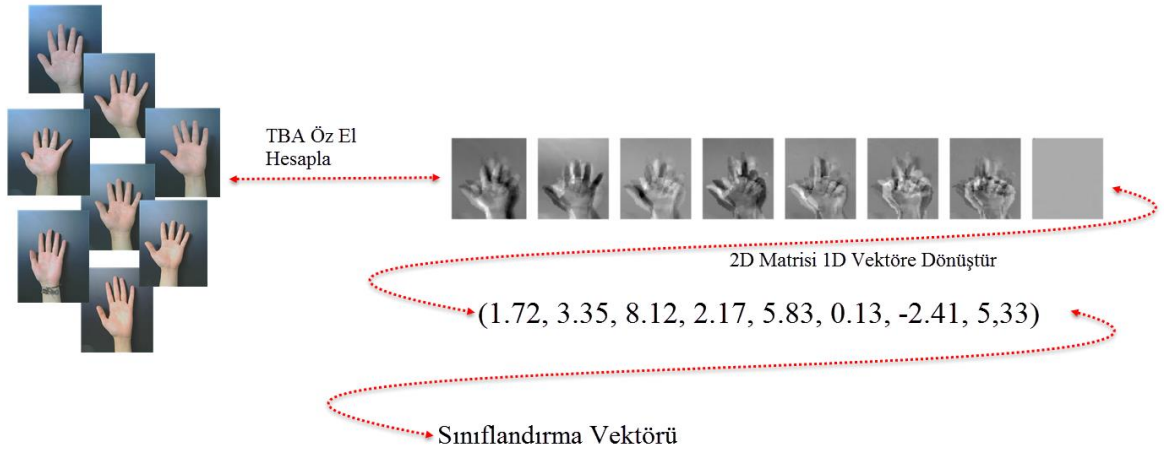 TBA Öz El
Hesapla
2D Matrisi 1D Vektöre Dönüştür
(1.72, 3.35, 8.12, 2.17, 5.83, 0.13, -2.41, 5,33)
Sınıflandırma Vektörü